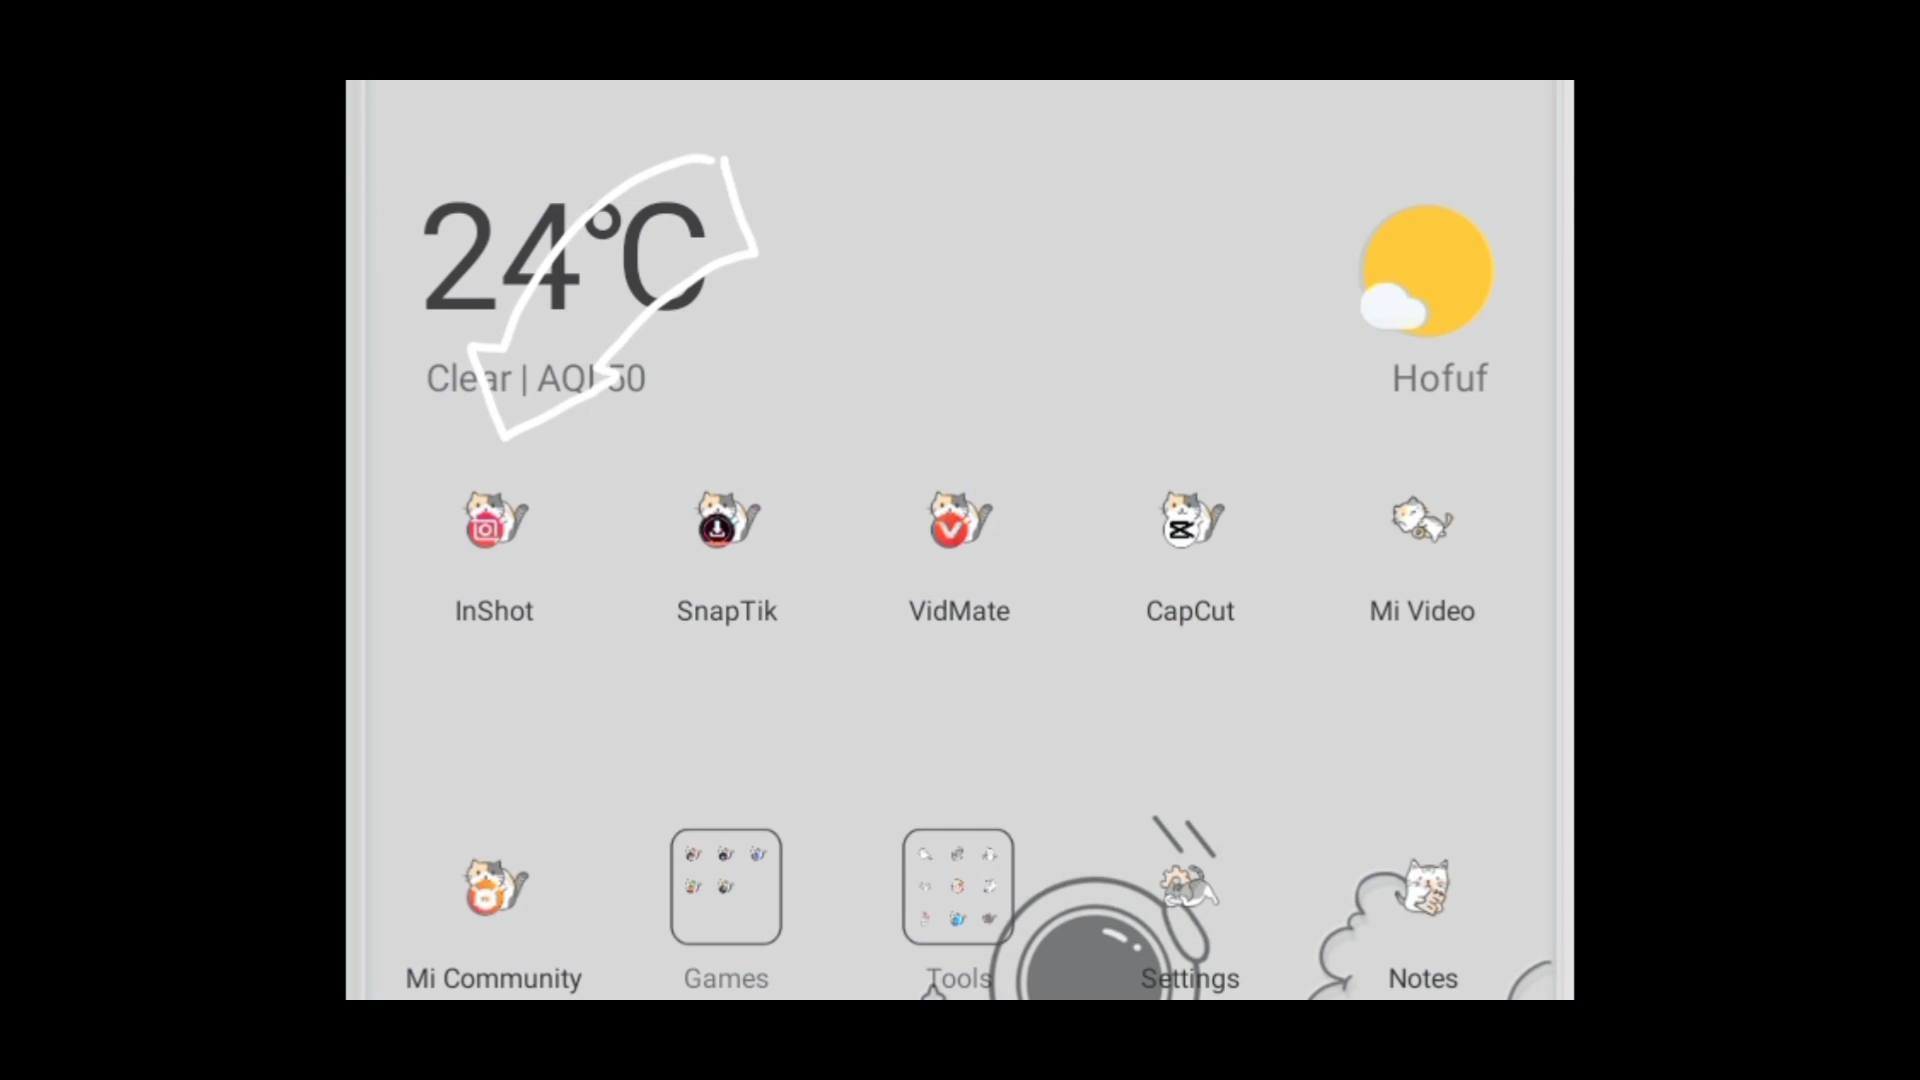 24°C
Clear | AQI 50
Hofuf
InShot
SnapTik
VidMate
CapCut
Mi Video
Mi Community
Games
Tools
Settings
Notes